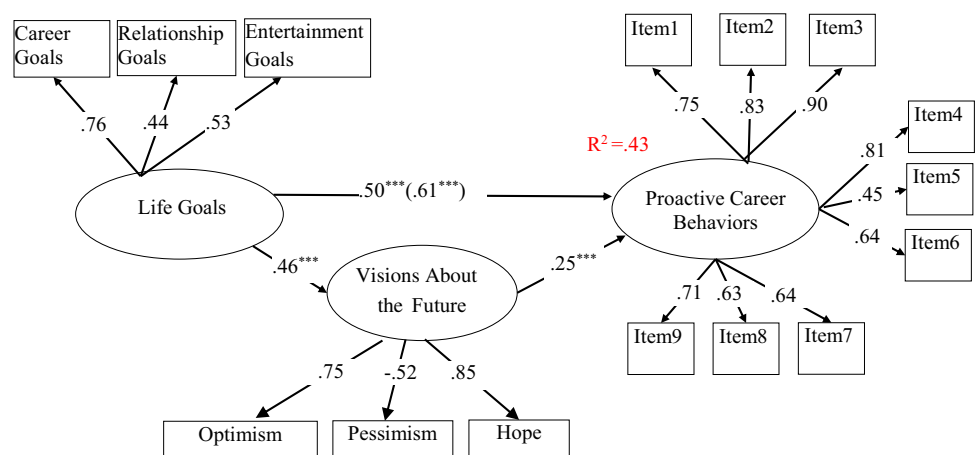 Career
Goals
Relationship
Goals
Entertainment
Goals
Item1
Item2
Item3
.76
.44
.53
.75
.83
.90
Item4
R² =.43
.81
Item5
.45
Life Goals
.50***(.61***)
Proactive Career
Behaviors
Item6
.64
.46***
Visions About
the Future
.25***
.71
.63
.64
Item9
Item8
Item7
.75
-.52
.85
Optimism
Pessimism
Hope